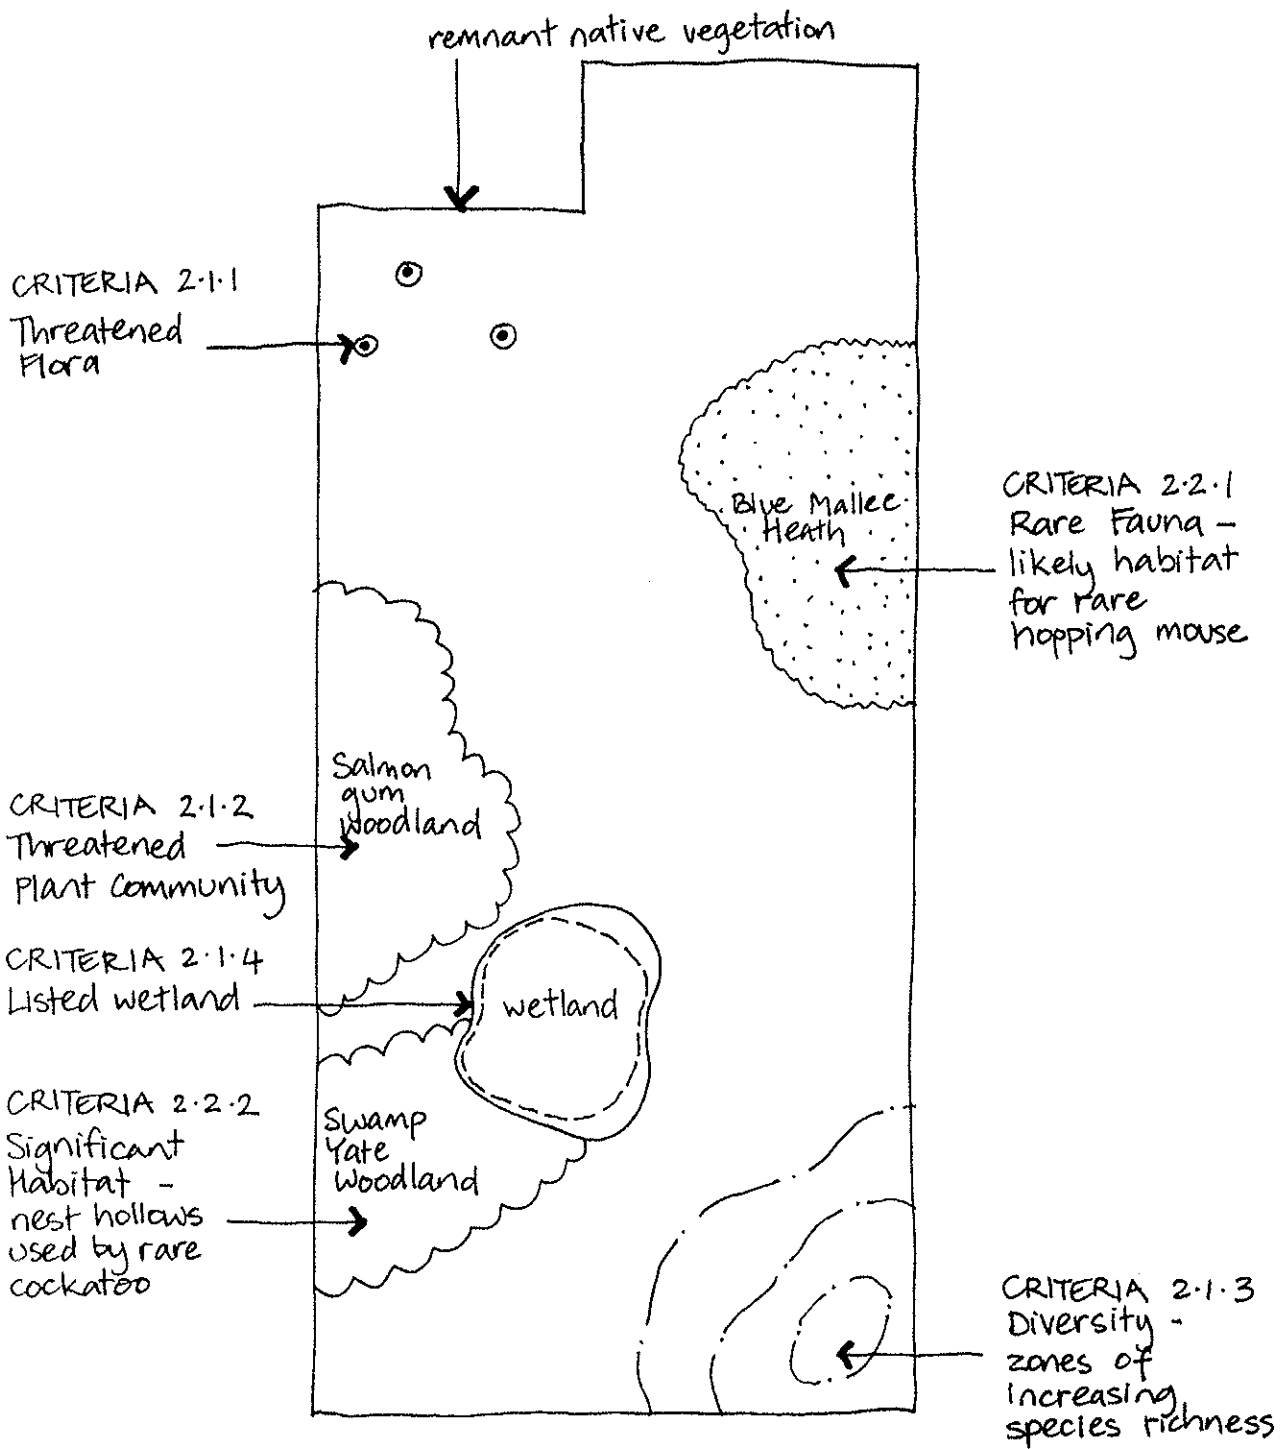 remnant native vegetation
CRITERIA 2.1.1
Threatened
Flora
Blue Mallee
Heath
CRITERIA 2.2.1
Rare Fauna -
likely habitat
for rare
hopping mouse
Salmon
gum
Woodland
CRITERIA 2.1.2
Threatened
Plant Community
CRITERIA 2.1.4
Listed wetland
wetland
CRITERIA 2.2.2
Significant
Habitat -
nest hollows
used by rare
cockatoo
Swamp
Yate
Woodland
CRITERIA 2.1.3
Diversity -
zones of
increasing
species richness